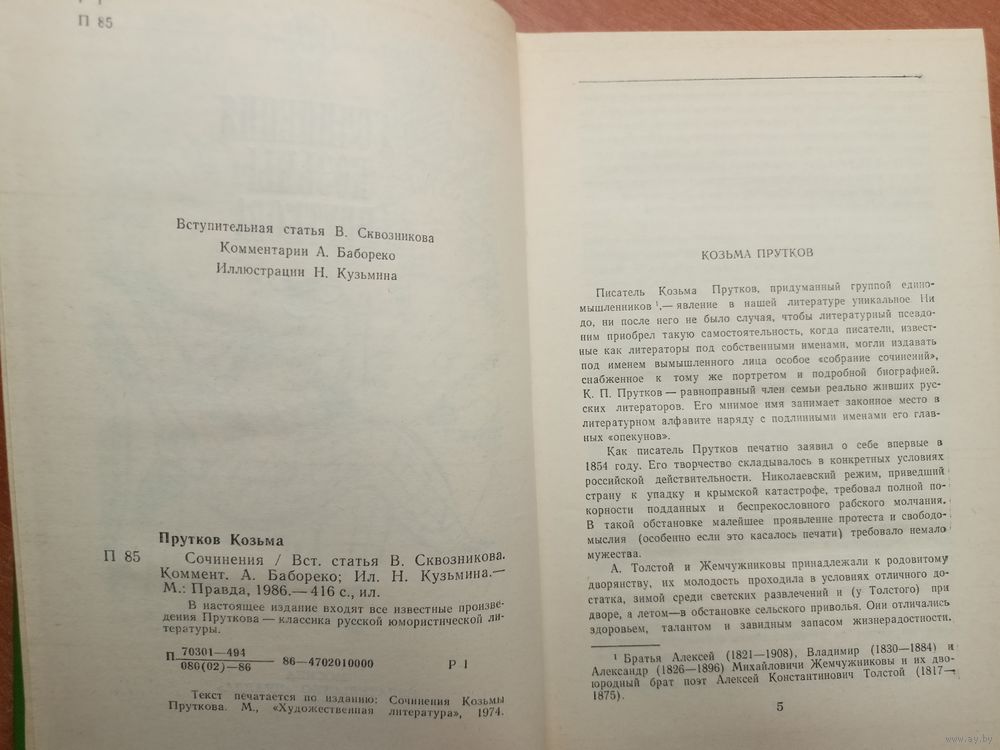 П 85
Вступительная статья В. Сквозникова
Комментарии А. Бабореко
Иллюстрации Н. Кузьмина
Прутков Козьма
П 85 Сочинения / Вст. статья В. Сквозникова.
Коммент. А. Бабореко; Ил. Н. Кузьмина.—
М.: Правда, 1986.— 416 с., ил.
В настоящее издание входят все известные произве-
дения Пруткова — классика русской юмористической ли-
тературы.
П 70301—494
080(02)—86
86—4702010000
Р 1
Текст печатается по изданию: Сочинения Козьмы
Пруткова. М., «Художественная литература», 1974.
КОЗЬМА ПРУТКОВ
Писатель Козьма Прутков, придуманный группой едино-
мышленников ¹,— явление в нашей литературе уникальное Ни
до, ни после него не было случая, чтобы литературный псевдо-
ним приобрел такую самостоятельность, когда писатели, извест-
ные как литераторы под собственными именами, могли издавать
под именем вымышленного лица особое «собрание сочинений»,
снабженное к тому же портретом и подробной биографией.
К. П. Прутков — равноправный член семьи реально живших рус-
ских литераторов. Его мнимое имя занимает законное место в
литературном алфавите наряду с подлинными именами его глав-
ных «опекунов».
Как писатель Прутков печатно заявил о себе впервые в
1854 году. Его творчество складывалось в конкретных условиях
российской действительности. Николаевский режим, приведший
страну к упадку и крымской катастрофе, требовал полной по-
корности подданных и беспрекословного рабского молчания.
В такой обстановке малейшее проявление протеста и свободо-
мыслия (особенно если это касалось печати) требовало немало
мужества.
А. Толстой и Жемчужниковы принадлежали к родовитому
дворянству, их молодость проходила в условиях отличного до-
статка, зимой среди светских развлечений и (у Толстого) при
дворе, а летом—в обстановке сельского приволья. Они отличались
здоровьем, талантом и завидным запасом жизнерадостности.
¹ Братья Алексей (1821—1908), Владимир (1830—1884) и
Александр (1826—1896) Михайловичи Жемчужниковы и их дво-
юродный брат поэт Алексей Константинович Толстой (1817—
1875).
5
www.ay.by